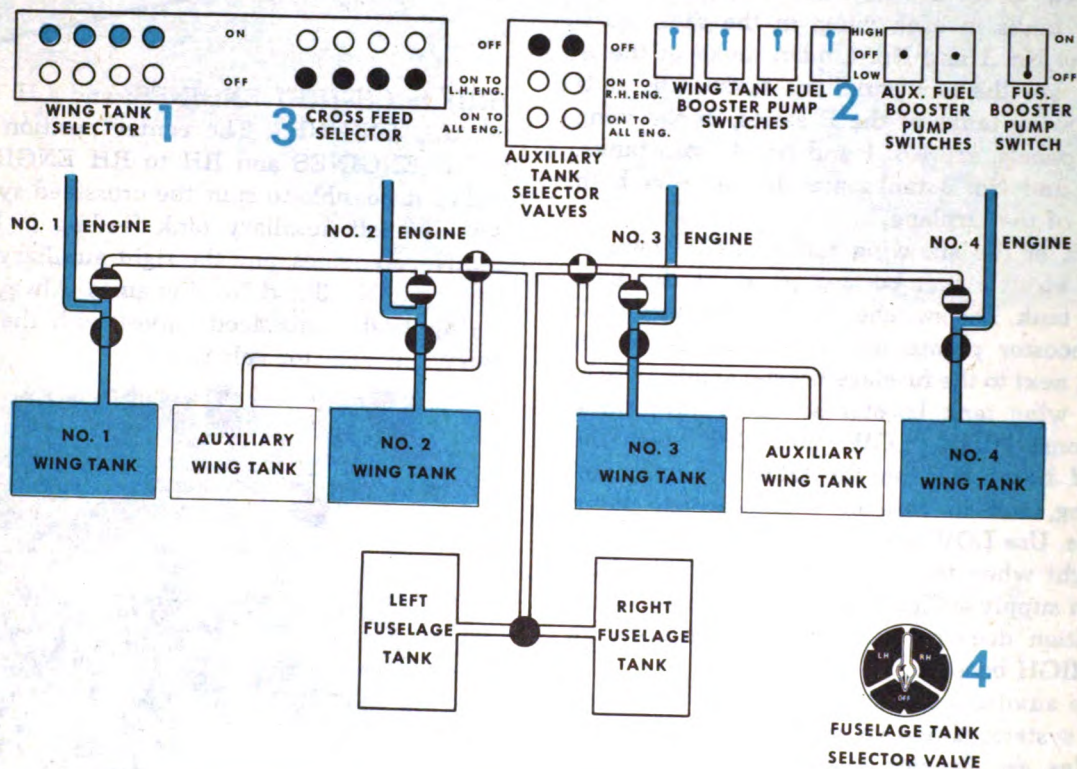 ON
OFF
WING TANK
SELECTOR
1
3
CROSS FEED
SELECTOR
OFF
OFF
ON TO
L.H. ENG.
ON TO
R.H. ENG.
ON TO
ALL ENG.
ON TO
ALL ENG.
AUXILIARY
TANK
SELECTOR
VALVES
WING TANK FUEL
BOOSTER PUMP
SWITCHES
2
HIGH
OFF
LOW
AUX. FUEL
BOOSTER
PUMP
SWITCHES
ON
OFF
FUS.
BOOSTER
PUMP
SWITCH
NO. 1 ENGINE
NO. 2 ENGINE
NO. 3 ENGINE
NO. 4 ENGINE
NO. 1
WING TANK
AUXILIARY
WING TANK
NO. 2
WING TANK
NO. 3
WING TANK
AUXILIARY
WING TANK
NO. 4
WING TANK
LEFT
FUSELAGE
TANK
RIGHT
FUSELAGE
TANK
LH
RH
OFF
4
FUSELAGE TANK
SELECTOR VALVE